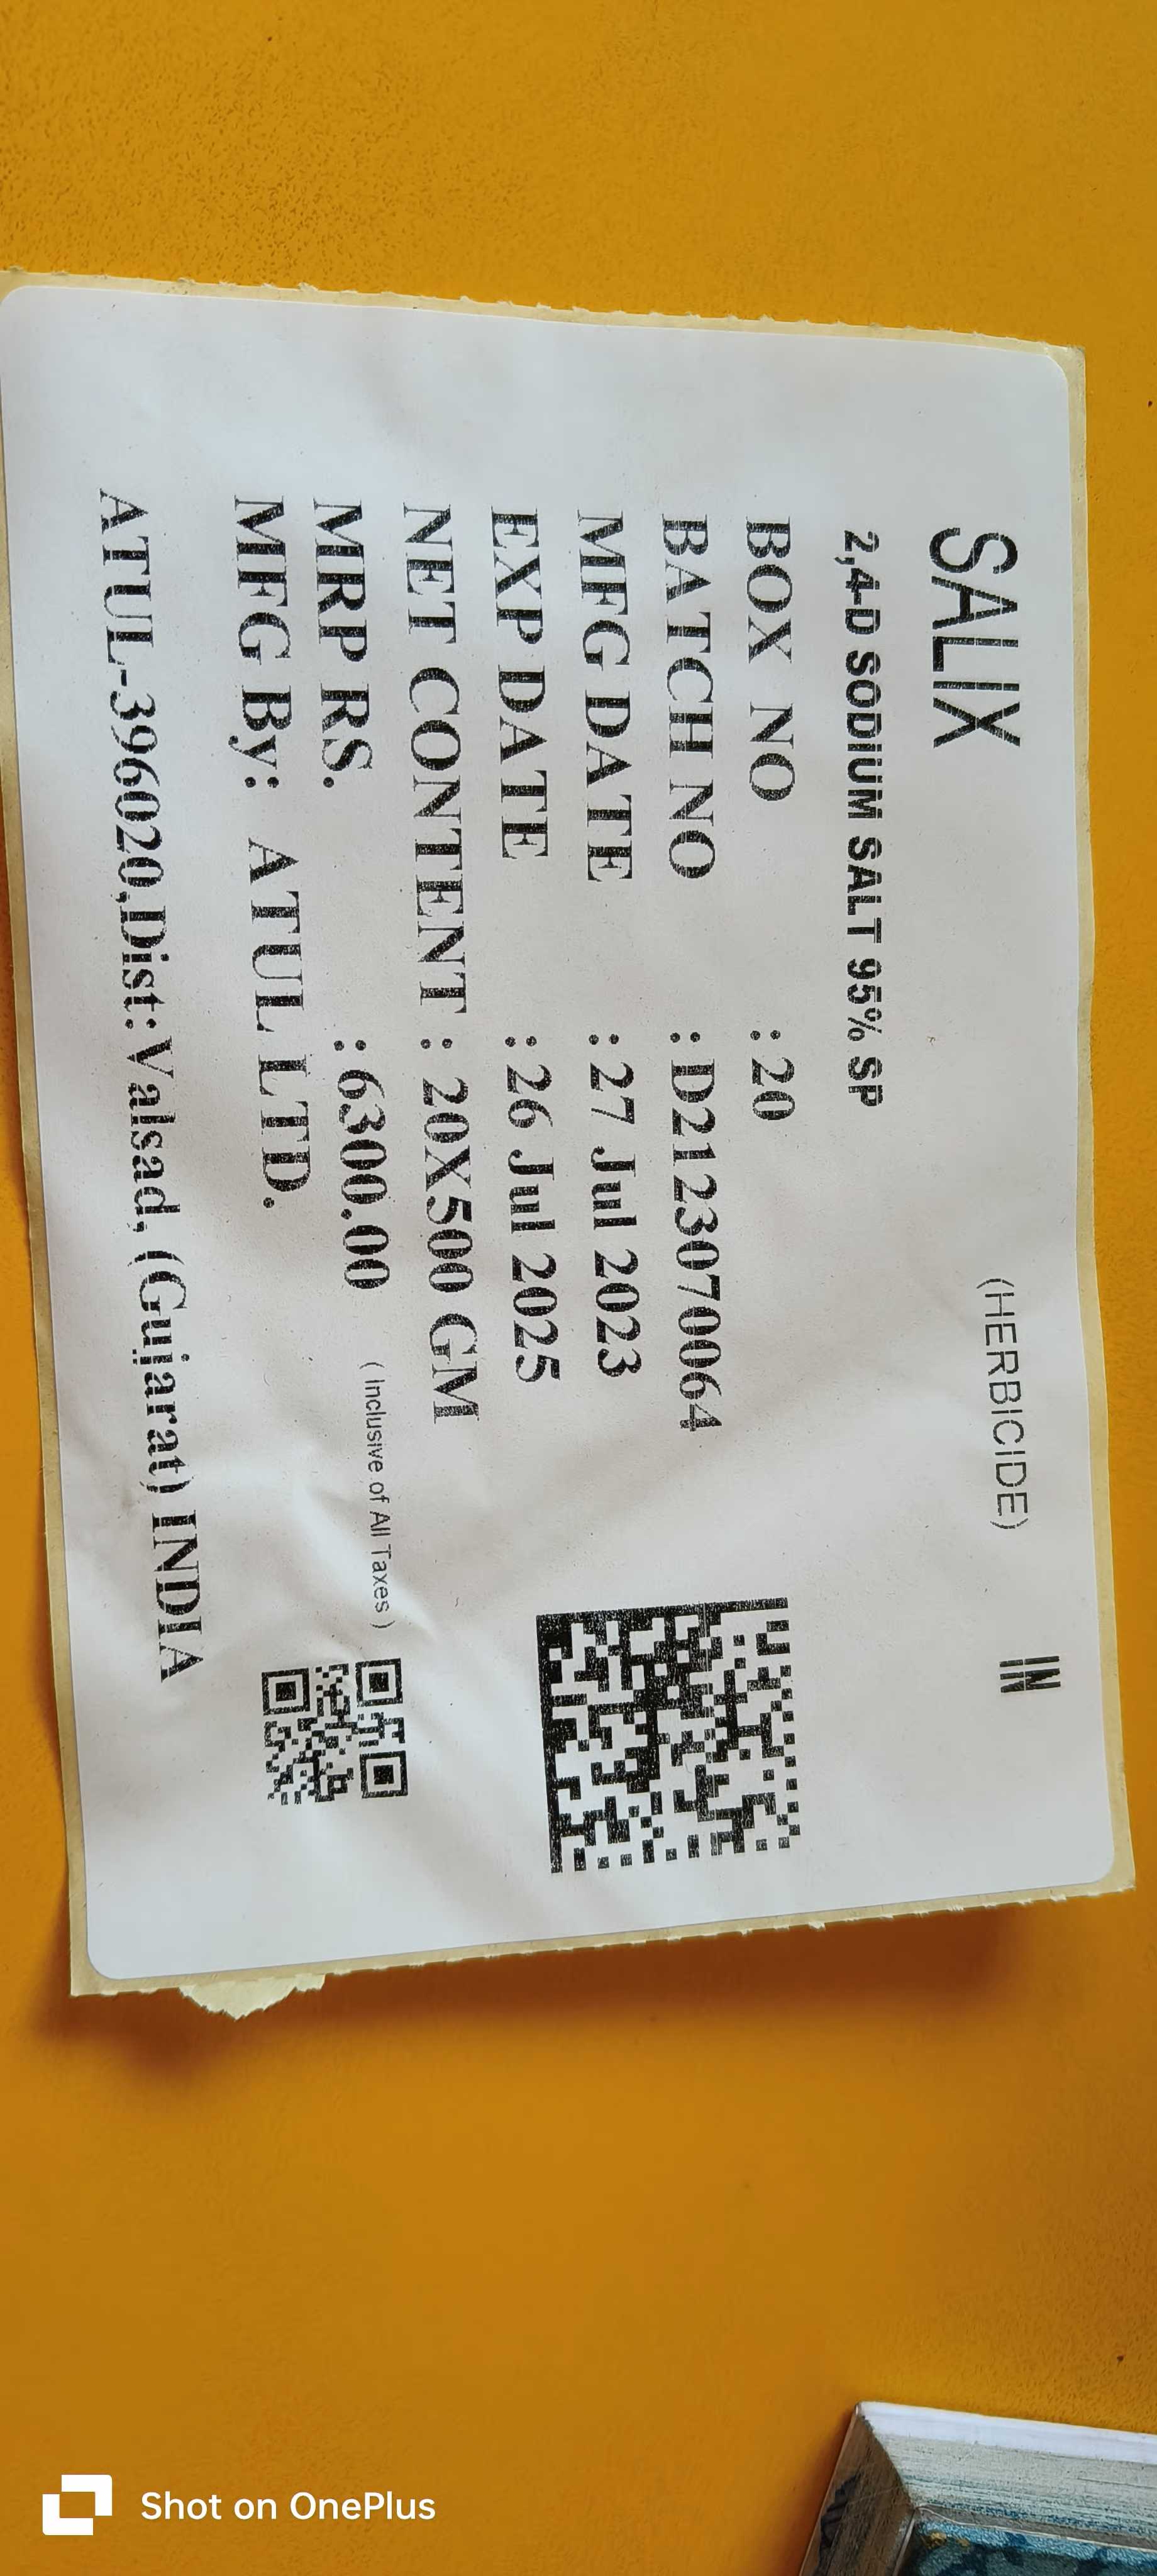 SALIX (HERBICIDE) IN
2,4-D SODIUM SALT 95% SP
BOX NO :20
BATCH NO :D2123070064
MFG DATE :27 Jul 2023
EXP DATE :26 Jul 2025
NET CONTENT : 20X500 GM
MRP RS. :6300.00 ( Inclusive of All Taxes )
MFG By: ATUL LTD.
ATUL-396020,Dist:Valsad, (Gujarat) INDIA
Shot on OnePlus